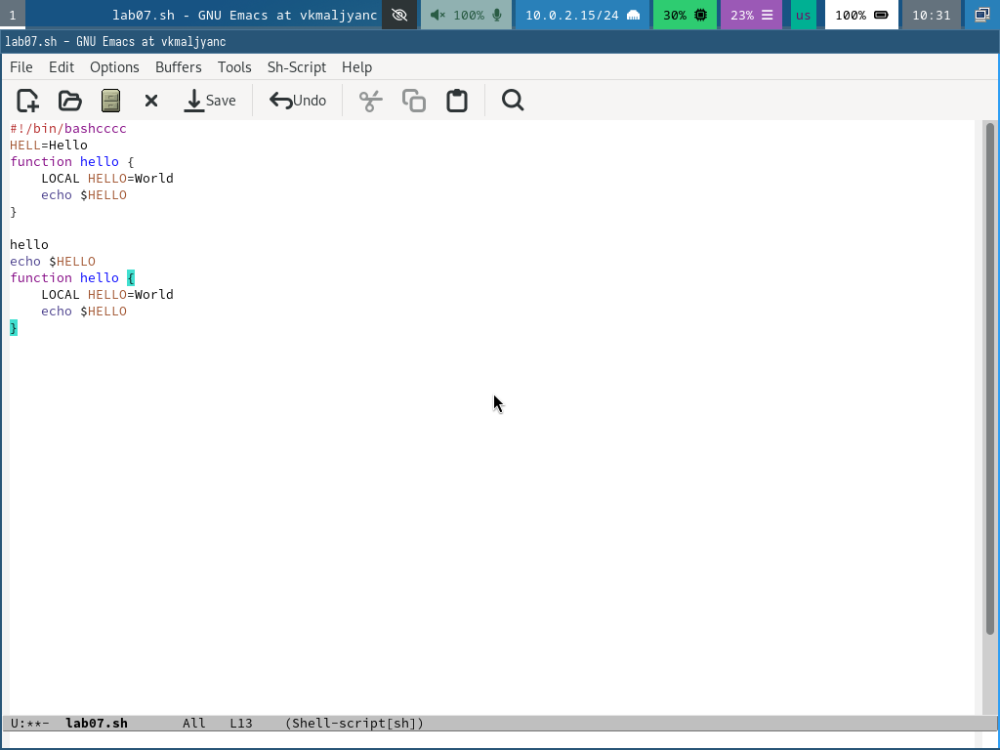 1 lab07.sh - GNU Emacs at vkmaljyanc 100% 10.0.2.15/24 30% 23% us 100% 10:31
lab07.sh - GNU Emacs at vkmaljyanc
File Edit Options Buffers Tools Sh-Script Help
Save Undo
#!/bin/bashcccc
HELL=Hello
function hello {
    LOCAL HELLO=World
    echo $HELLO
}
hello
echo $HELLO
function hello {
    LOCAL HELLO=World
    echo $HELLO
}
U:**- lab07.sh All L13 (Shell-script[sh])